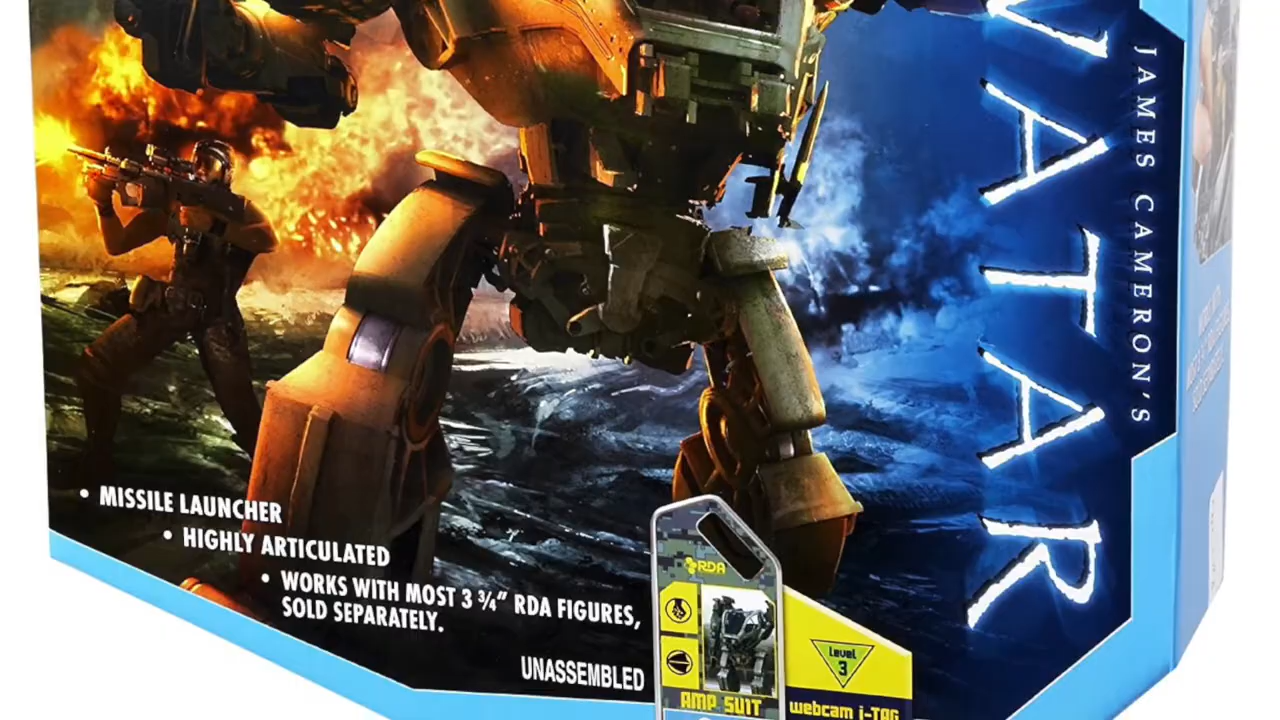 JAMES CAMERON'S
VATAR
• MISSILE LAUNCHER
• HIGHLY ARTICULATED
• WORKS WITH MOST 3 ¾" RDA FIGURES,
SOLD SEPARATELY.
UNASSEMBLED
RDA
AMP SUIT
Level
3
webcam i-TAG